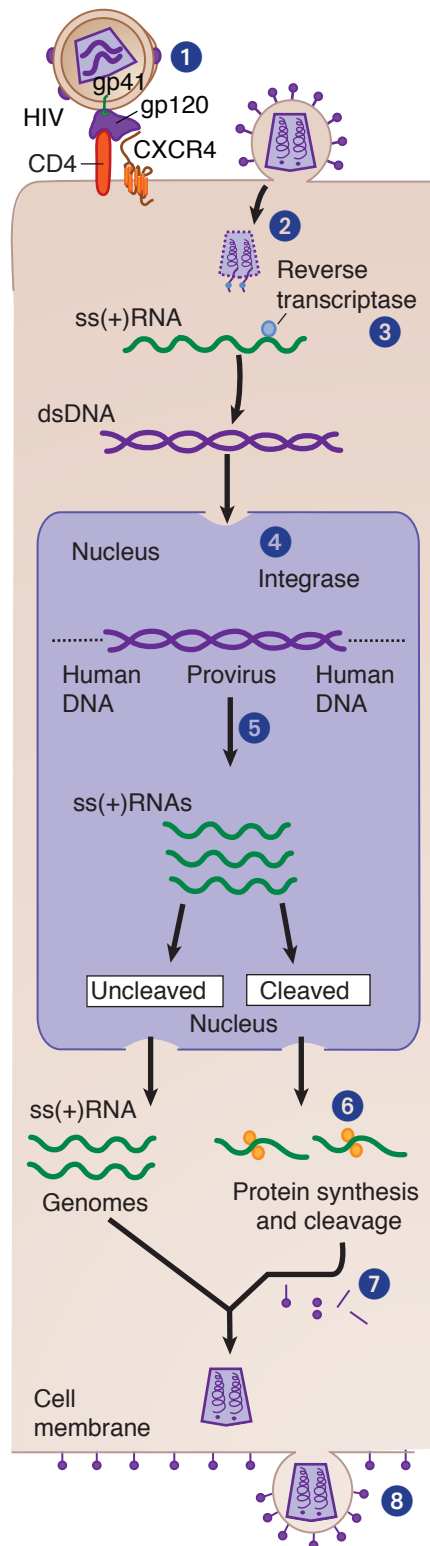 1
gp41
HIV
gp120
CD4
CXCR4
2
Reverse
transcriptase
3
ss(+)RNA
dsDNA
4
Nucleus
Integrase
Human
DNA
Provirus
Human
DNA
5
ss(+)RNAs
Uncleaved
Cleaved
Nucleus
6
ss(+)RNA
Genomes
Protein synthesis
and cleavage
7
Cell
membrane
8